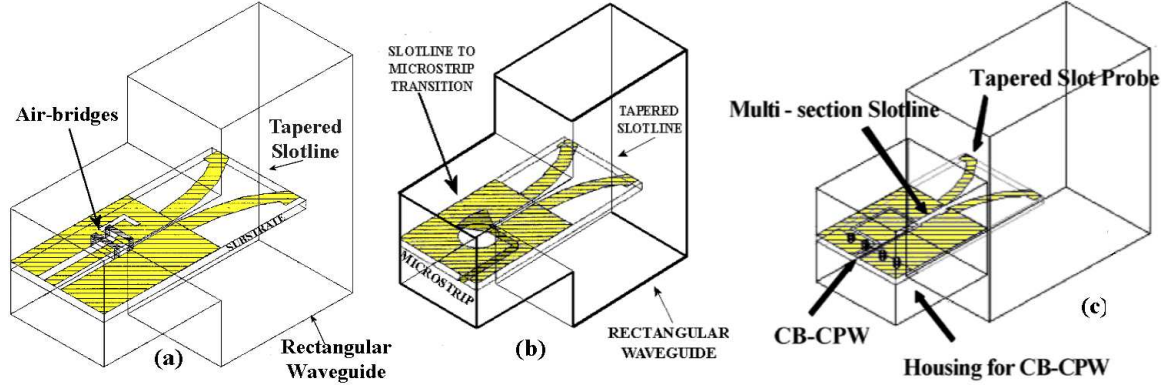 Air-bridges
Tapered
Slotline
SUBSTRATE
(a)
Rectangular
Waveguide
SLOTLINE TO
MICROSTRIP
TRANSITION
TAPERED
SLOTLINE
MICROSTRIP
(b)
RECTANGULAR
WAVEGUIDE
Tapered Slot Probe
Multi - section Slotline
(c)
CB-CPW
Housing for CB-CPW